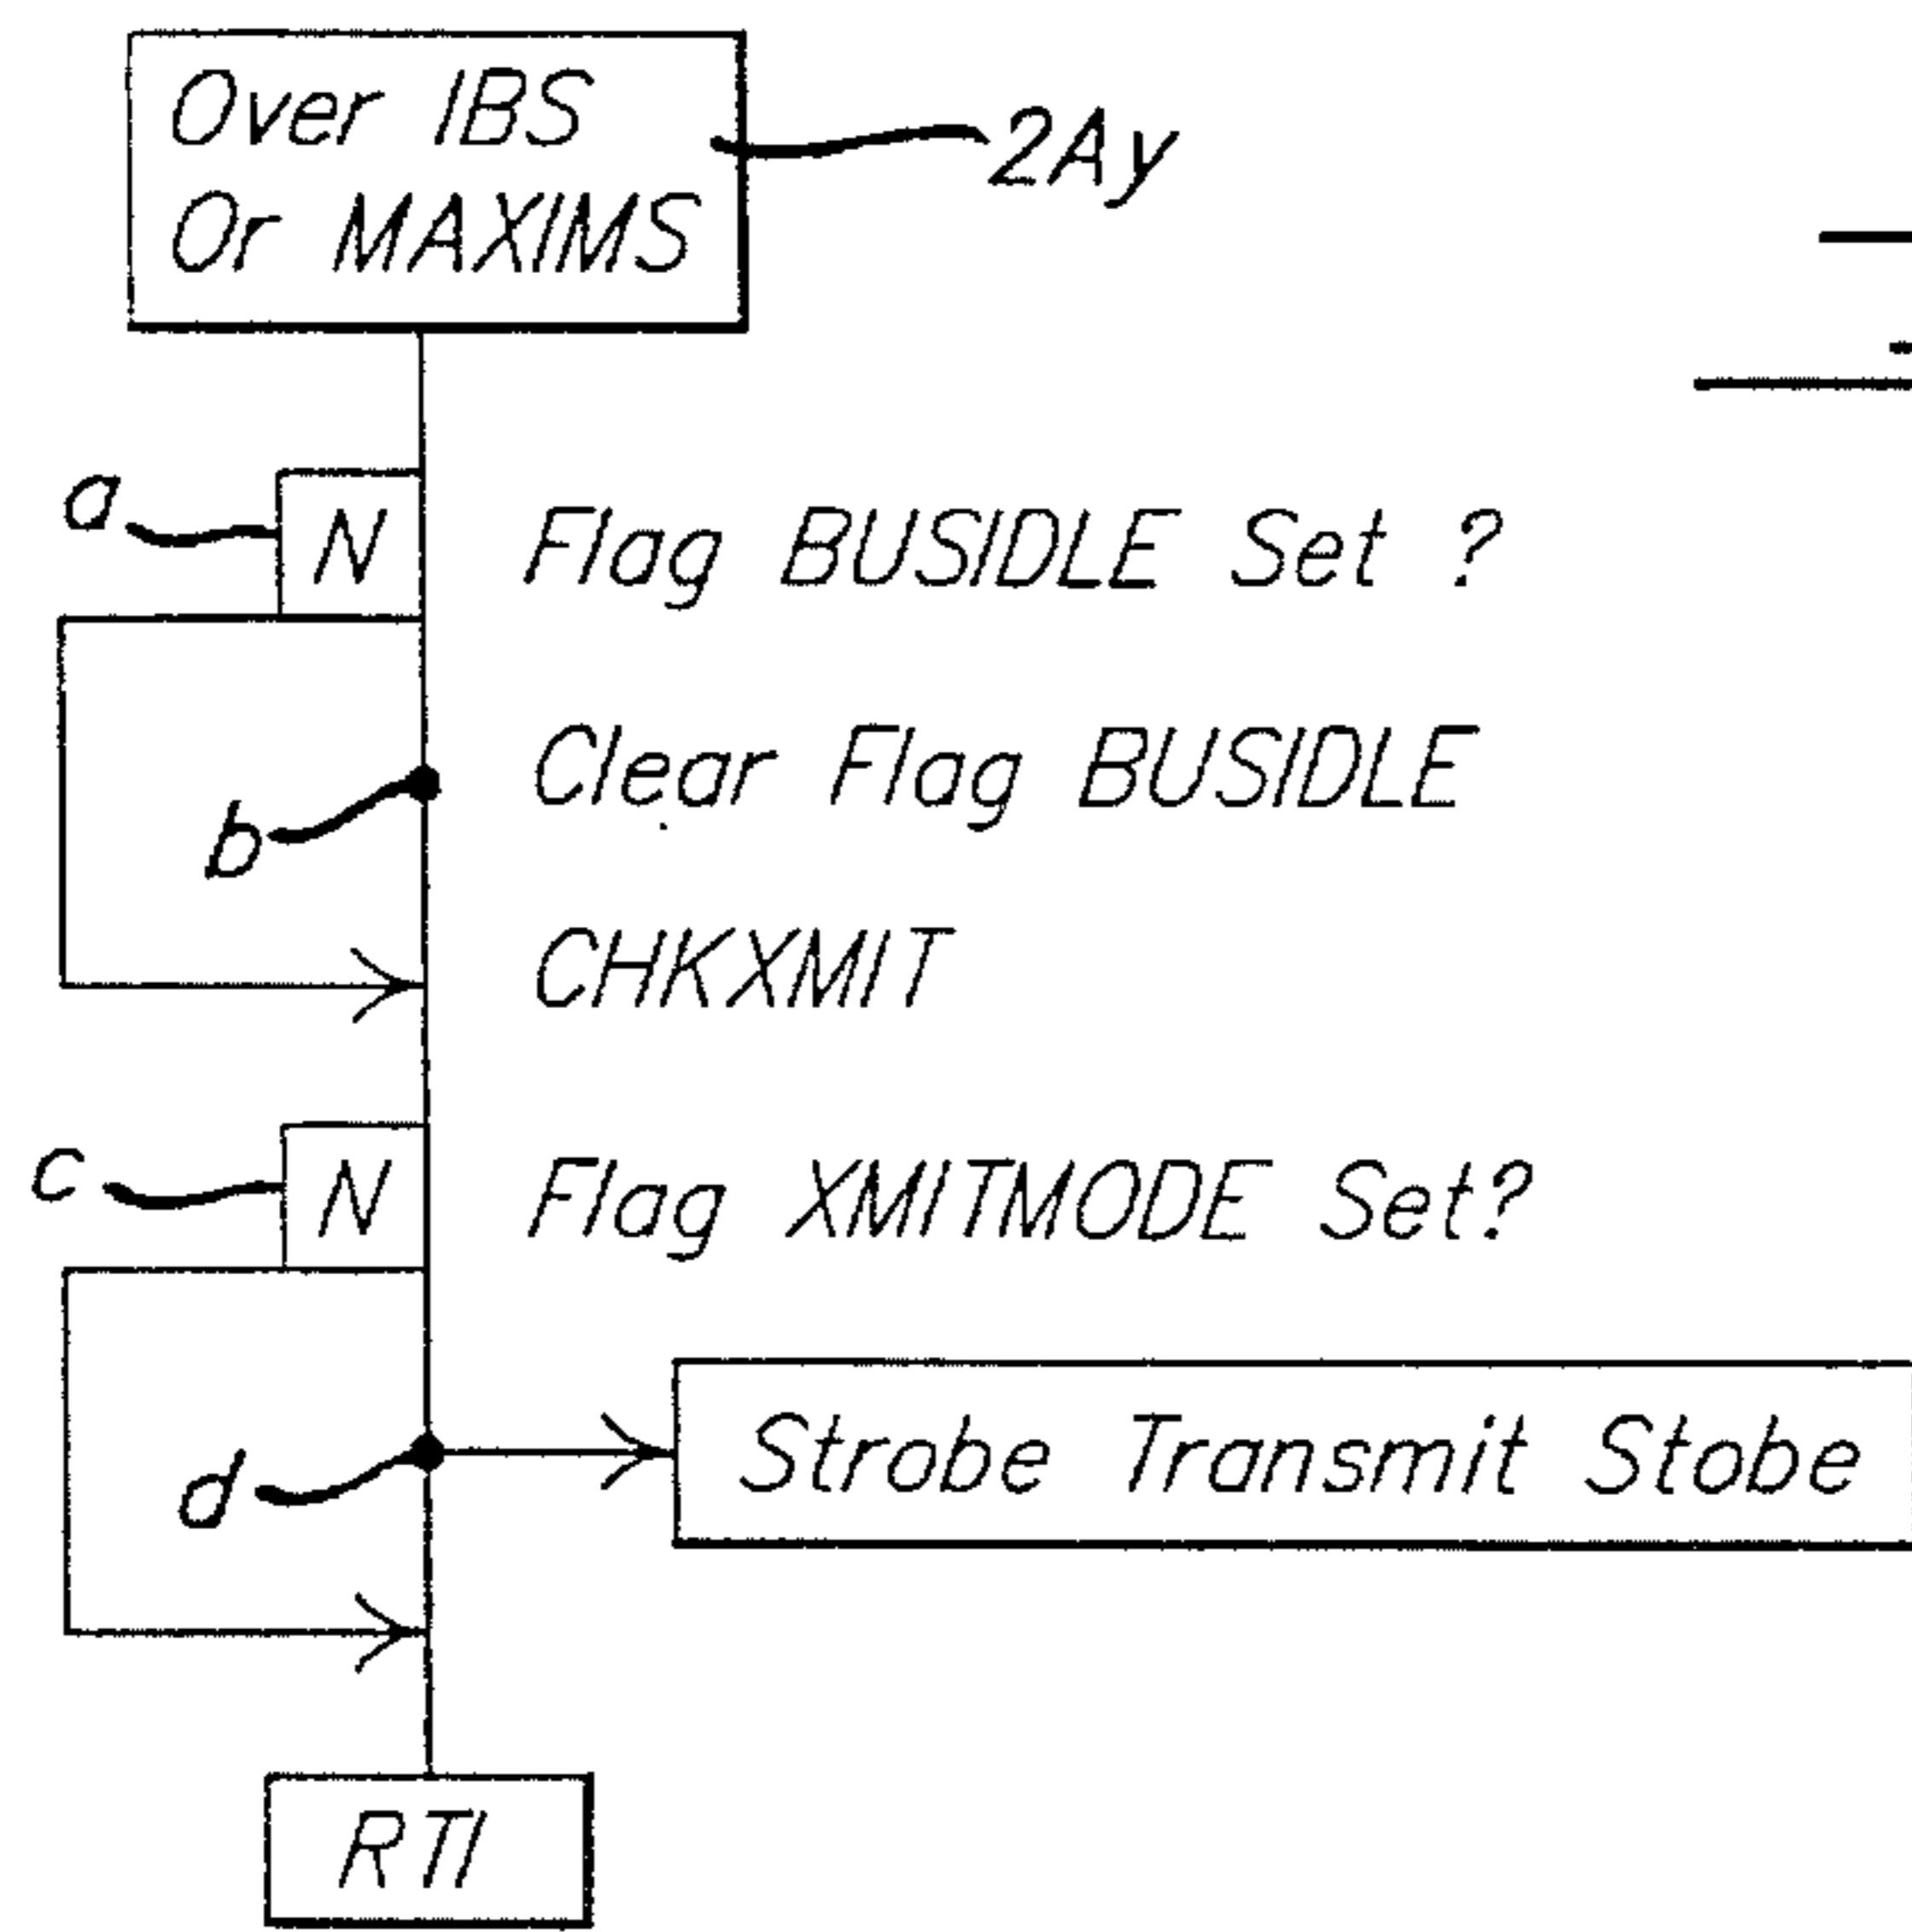 Over IBS
Or MAXIMS
2Ay
a
N
Flag BUSIDLE Set ?
b
Clear Flag BUSIDLE
CHKXMIT
c
N
Flag XMITMODE Set?
d
Strobe Transmit Stobe
RTI